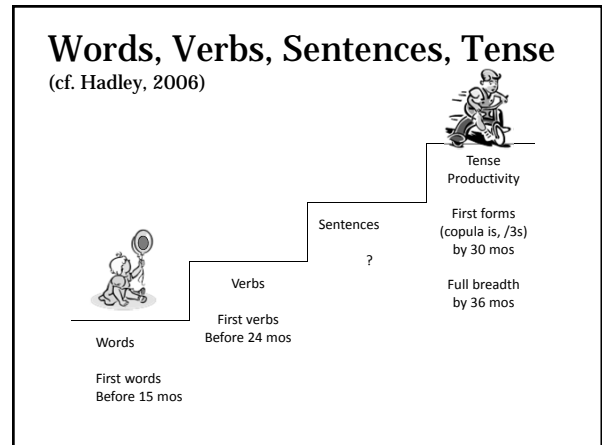 Words, Verbs, Sentences, Tense
(cf. Hadley, 2006)
Words
First words
Before 15 mos
Verbs
First verbs
Before 24 mos
Sentences
?
Tense
Productivity
First forms
(copula is, /3s)
by 30 mos
Full breadth
by 36 mos